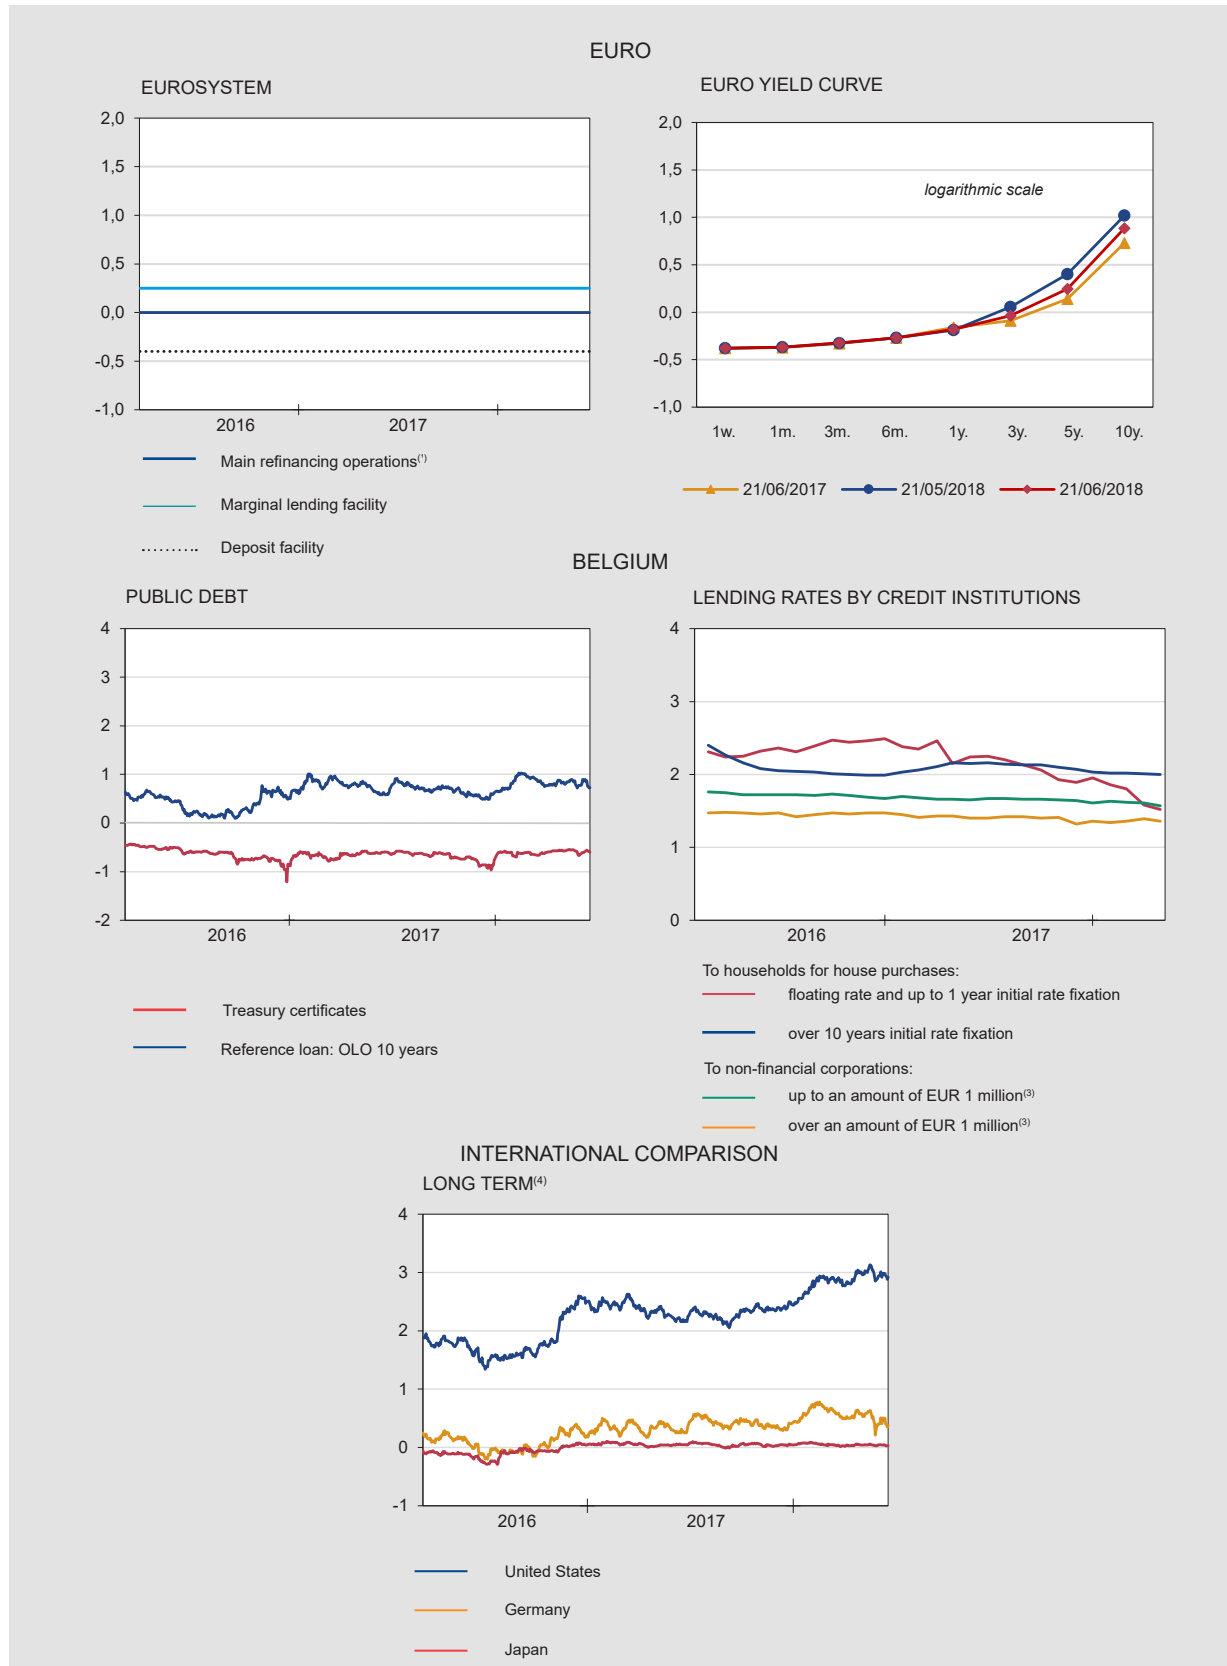 EURO
EUROSYSTEM
2,0
1,5
1,0
0,5
0,0
-0,5
-1,0
2016 2017
Main refinancing operations(¹)
Marginal lending facility
Deposit facility
EURO YIELD CURVE
2,0
1,5
1,0
0,5
0,0
-0,5
-1,0
logarithmic scale
1w. 1m. 3m. 6m. 1y. 3y. 5y. 10y.
21/06/2017 21/05/2018 21/06/2018
BELGIUM
PUBLIC DEBT
4
3
2
1
0
-1
-2
2016 2017
Treasury certificates
Reference loan: OLO 10 years
LENDING RATES BY CREDIT INSTITUTIONS
4
3
2
1
0
2016 2017
To households for house purchases:
floating rate and up to 1 year initial rate fixation
over 10 years initial rate fixation
To non-financial corporations:
up to an amount of EUR 1 million(3)
over an amount of EUR 1 million(3)
INTERNATIONAL COMPARISON
LONG TERM(4)
4
3
2
1
0
-1
2016 2017
United States
Germany
Japan